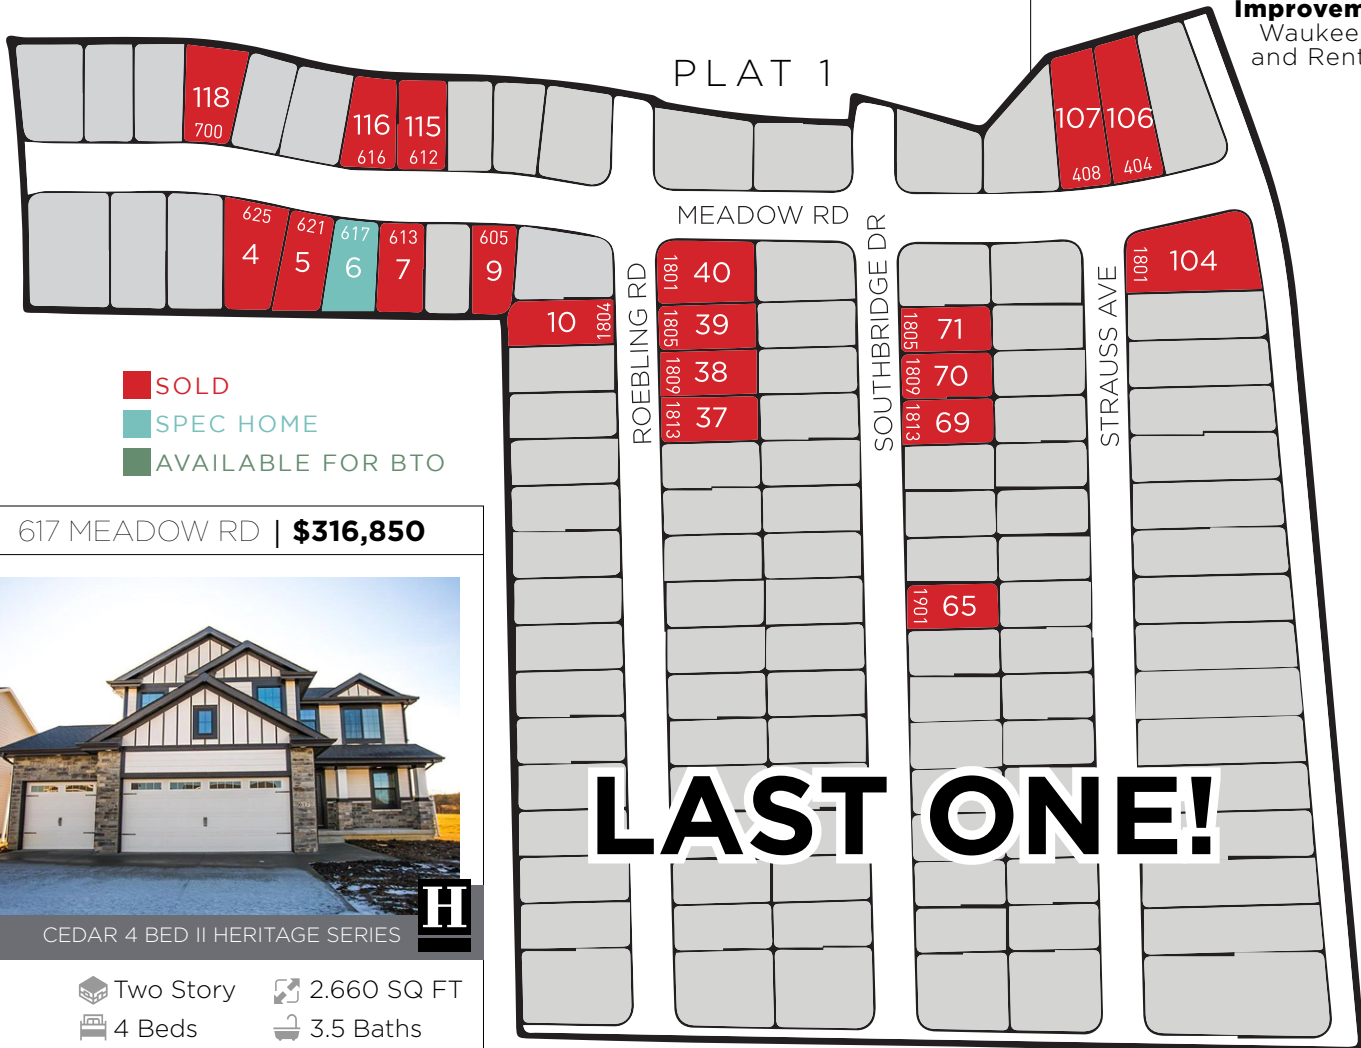 Improvem
Waukee
and Rent
PLAT 1
118
700
116
616
115
612
107
408
106
404
625
4
621
5
617
6
613
7
605
9
10
1804
MEADOW RD
ROEBLING RD
SOUTHBRIDGE DR
STRAUSS AVE
1801
40
1805
39
1809
38
1813
37
1805
71
1809
70
1813
69
1901
65
1801
104
SOLD
SPEC HOME
AVAILABLE FOR BTO
617 MEADOW RD | $316,850
LAST ONE!
H
CEDAR 4 BED II HERITAGE SERIES
Two Story
2.660 SQ FT
4 Beds
3.5 Baths